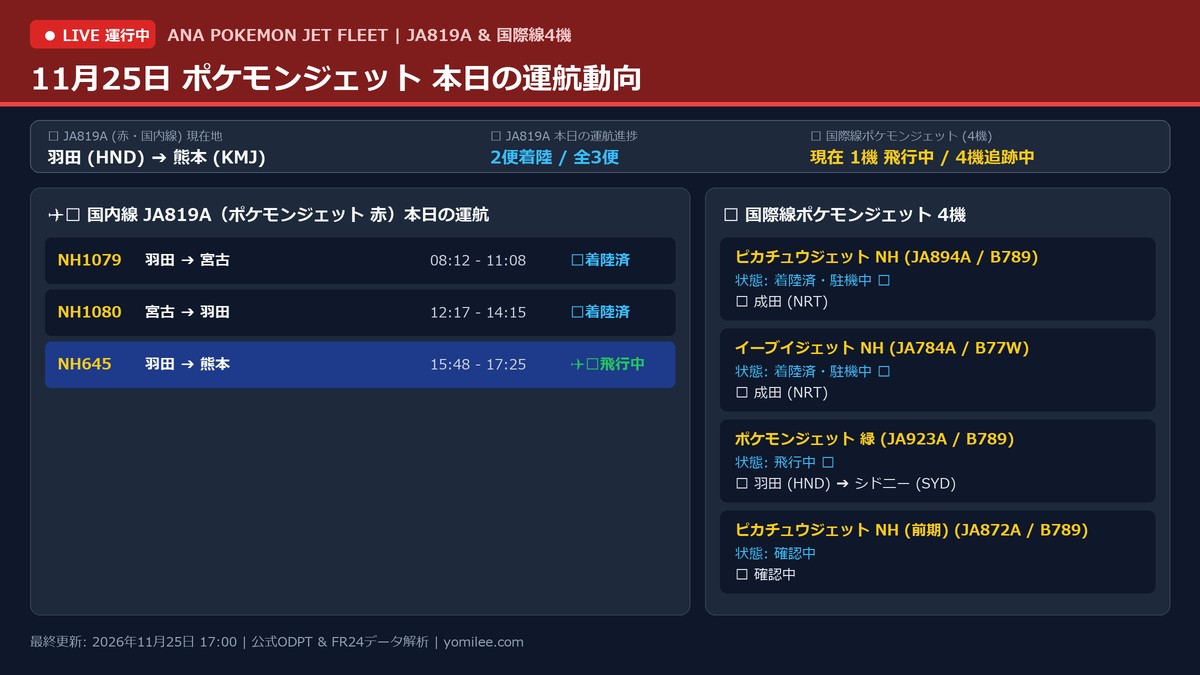 ● LIVE 運行中 ANA POKEMON JET FLEET | JA819A & 国際線4機
11月25日 ポケモンジェット 本日の運航動向
□ JA819A (赤・国内線) 現在地
羽田 (HND) → 熊本 (KMJ)
□ JA819A 本日の運航進捗
2便着陸 / 全3便
□ 国際線ポケモンジェット (4機)
現在 1機 飛行中 / 4機追跡中
✈□ 国内線 JA819A（ポケモンジェット 赤）本日の運航
NH1079 羽田 → 宮古 08:12 - 11:08 □着陸済
NH1080 宮古 → 羽田 12:17 - 14:15 □着陸済
NH645 羽田 → 熊本 15:48 - 17:25 ✈□飛行中
□ 国際線ポケモンジェット 4機
ピカチュウジェット NH (JA894A / B789)
状態: 着陸済・駐機中 □
□ 成田 (NRT)
イーブイジェット NH (JA784A / B77W)
状態: 着陸済・駐機中 □
□ 成田 (NRT)
ポケモンジェット 緑 (JA923A / B789)
状態: 飛行中 □
□ 羽田 (HND) → シドニー (SYD)
ピカチュウジェット NH (前期) (JA872A / B789)
状態: 確認中
□ 確認中
最終更新: 2026年11月25日 17:00 | 公式ODPT & FR24データ解析 | yomilee.com